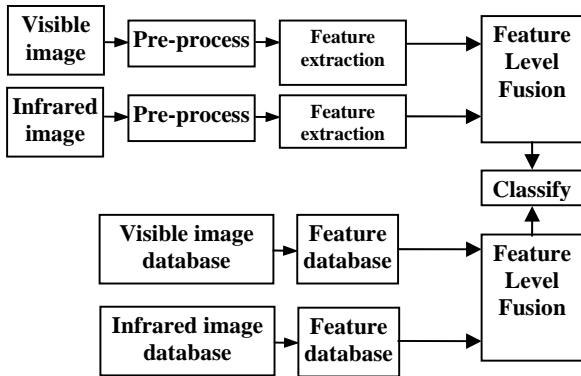 Visible
image
Pre-process
Feature
extraction
Feature
Level
Fusion
Infrared
image
Pre-process
Feature
extraction
Classify
Visible image
database
Feature
database
Feature
Level
Fusion
Infrared image
database
Feature
database